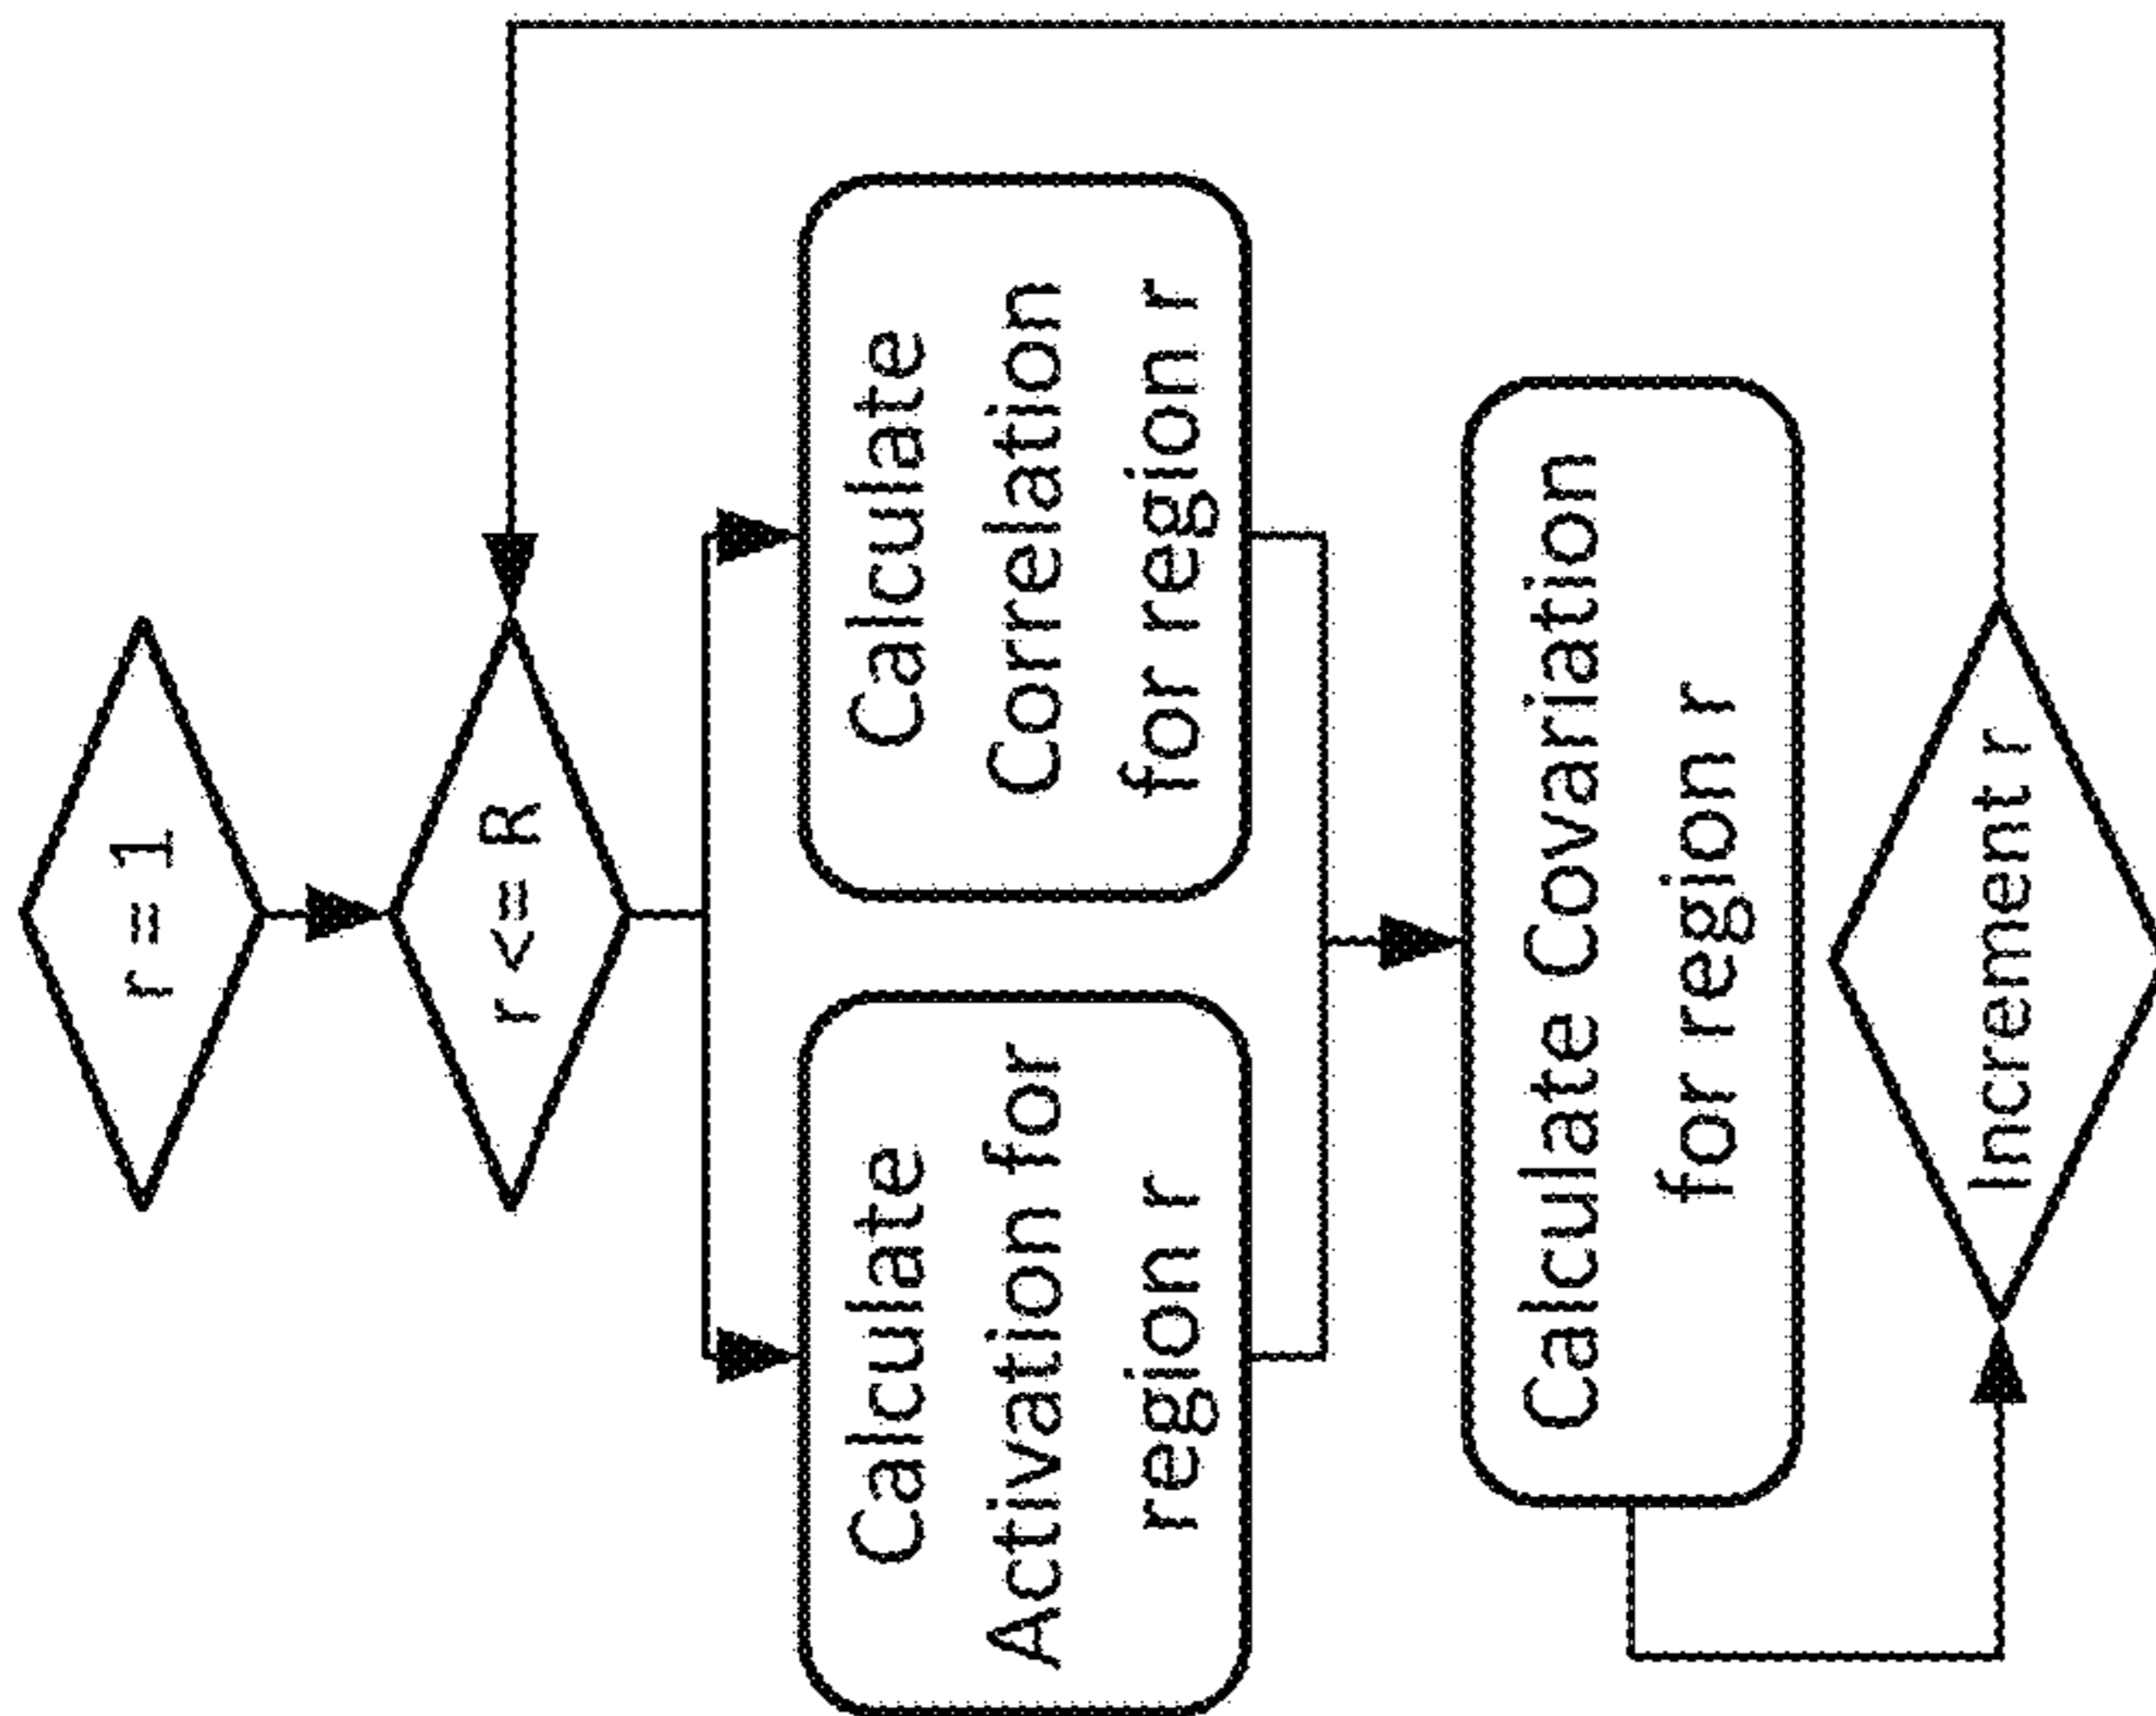 r = 1
r <= R
Calculate
Activation for
region r
Calculate
Correlation
for region r
Calculate Covariation
for region r
Increment r